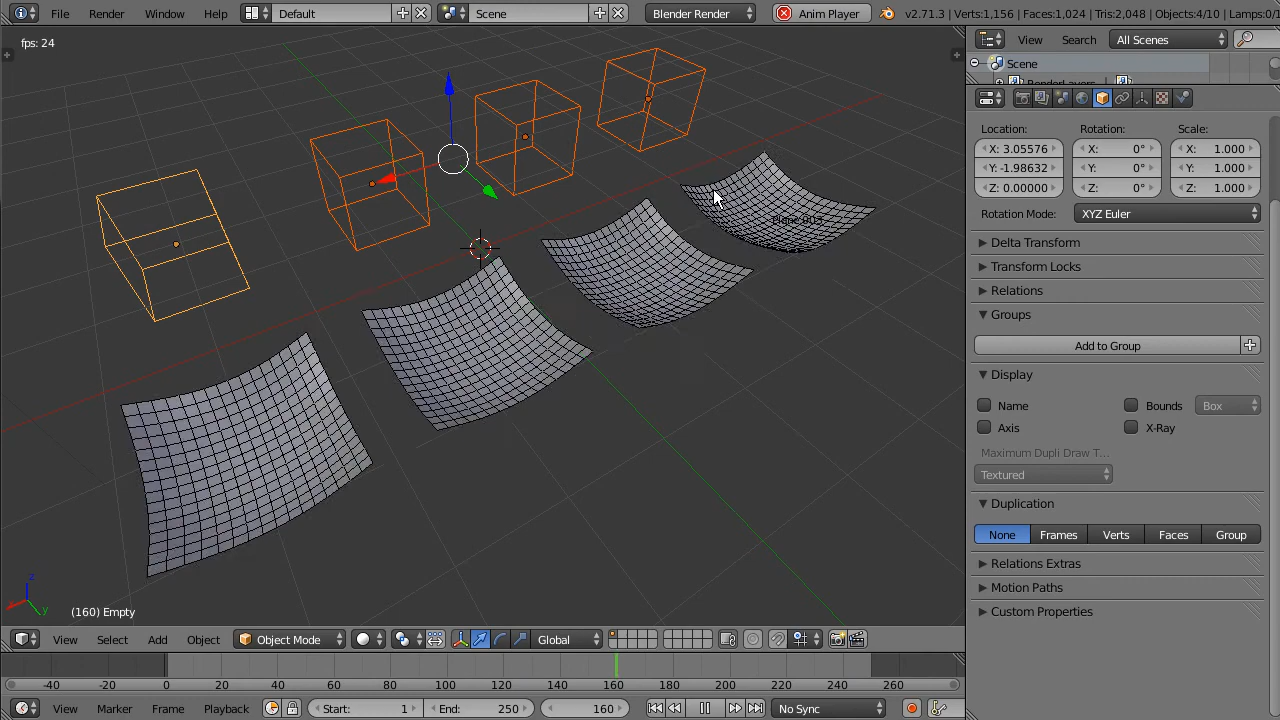 File Render Window Help Default Scene Blender Render Anim Player v2.71.3 | Verts:1,156 | Faces:1,024 | Tris:2,048 | Objects:4/10 | Lamps:0/
fps: 24
View Search All Scenes
Scene
Location: Rotation: Scale:
X: 3.05576 X: 0° X: 1.000
Y: -1.98632 Y: 0° Y: 1.000
Z: 0.00000 Z: 0° Z: 1.000
Rotation Mode: XYZ Euler
Delta Transform
Transform Locks
Relations
Groups
Add to Group
Display
Name Bounds Box
Axis X-Ray
Maximum Dupli Draw T...
Textured
Duplication
None Frames Verts Faces Group
Relations Extras
Motion Paths
Custom Properties
z
x y
(160) Empty
View Select Add Object Object Mode Global
-40 -20 0 20 40 60 80 100 120 140 160 180 200 220 240 260
View Marker Frame Playback Start: 1 End: 250 160 No Sync